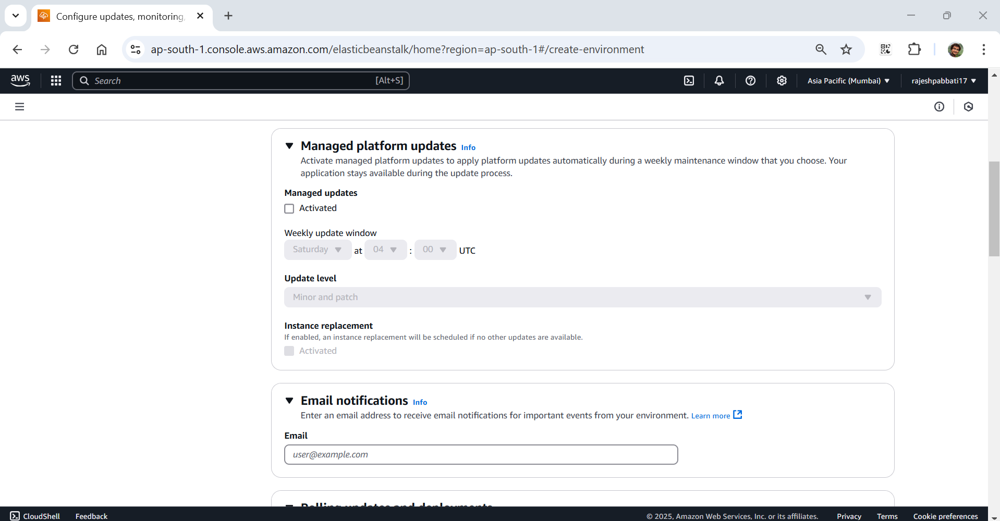 Configure updates, monitoring,
ap-south-1.console.aws.amazon.com/elasticbeanstalk/home?region=ap-south-1#/create-environment
aws
Search [Alt+S]
Asia Pacific (Mumbai)
rajeshpabbati17
Managed platform updates Info
Activate managed platform updates to apply platform updates automatically during a weekly maintenance window that you choose. Your
application stays available during the update process.
Managed updates
Activated
Weekly update window
Saturday at 04 : 00 UTC
Update level
Minor and patch
Instance replacement
If enabled, an instance replacement will be scheduled if no other updates are available.
Activated
Email notifications Info
Enter an email address to receive email notifications for important events from your environment. Learn more
Email
user@example.com
Rolling updates and deployments
CloudShell Feedback © 2025, Amazon Web Services, Inc. or its affiliates. Privacy Terms Cookie preferences